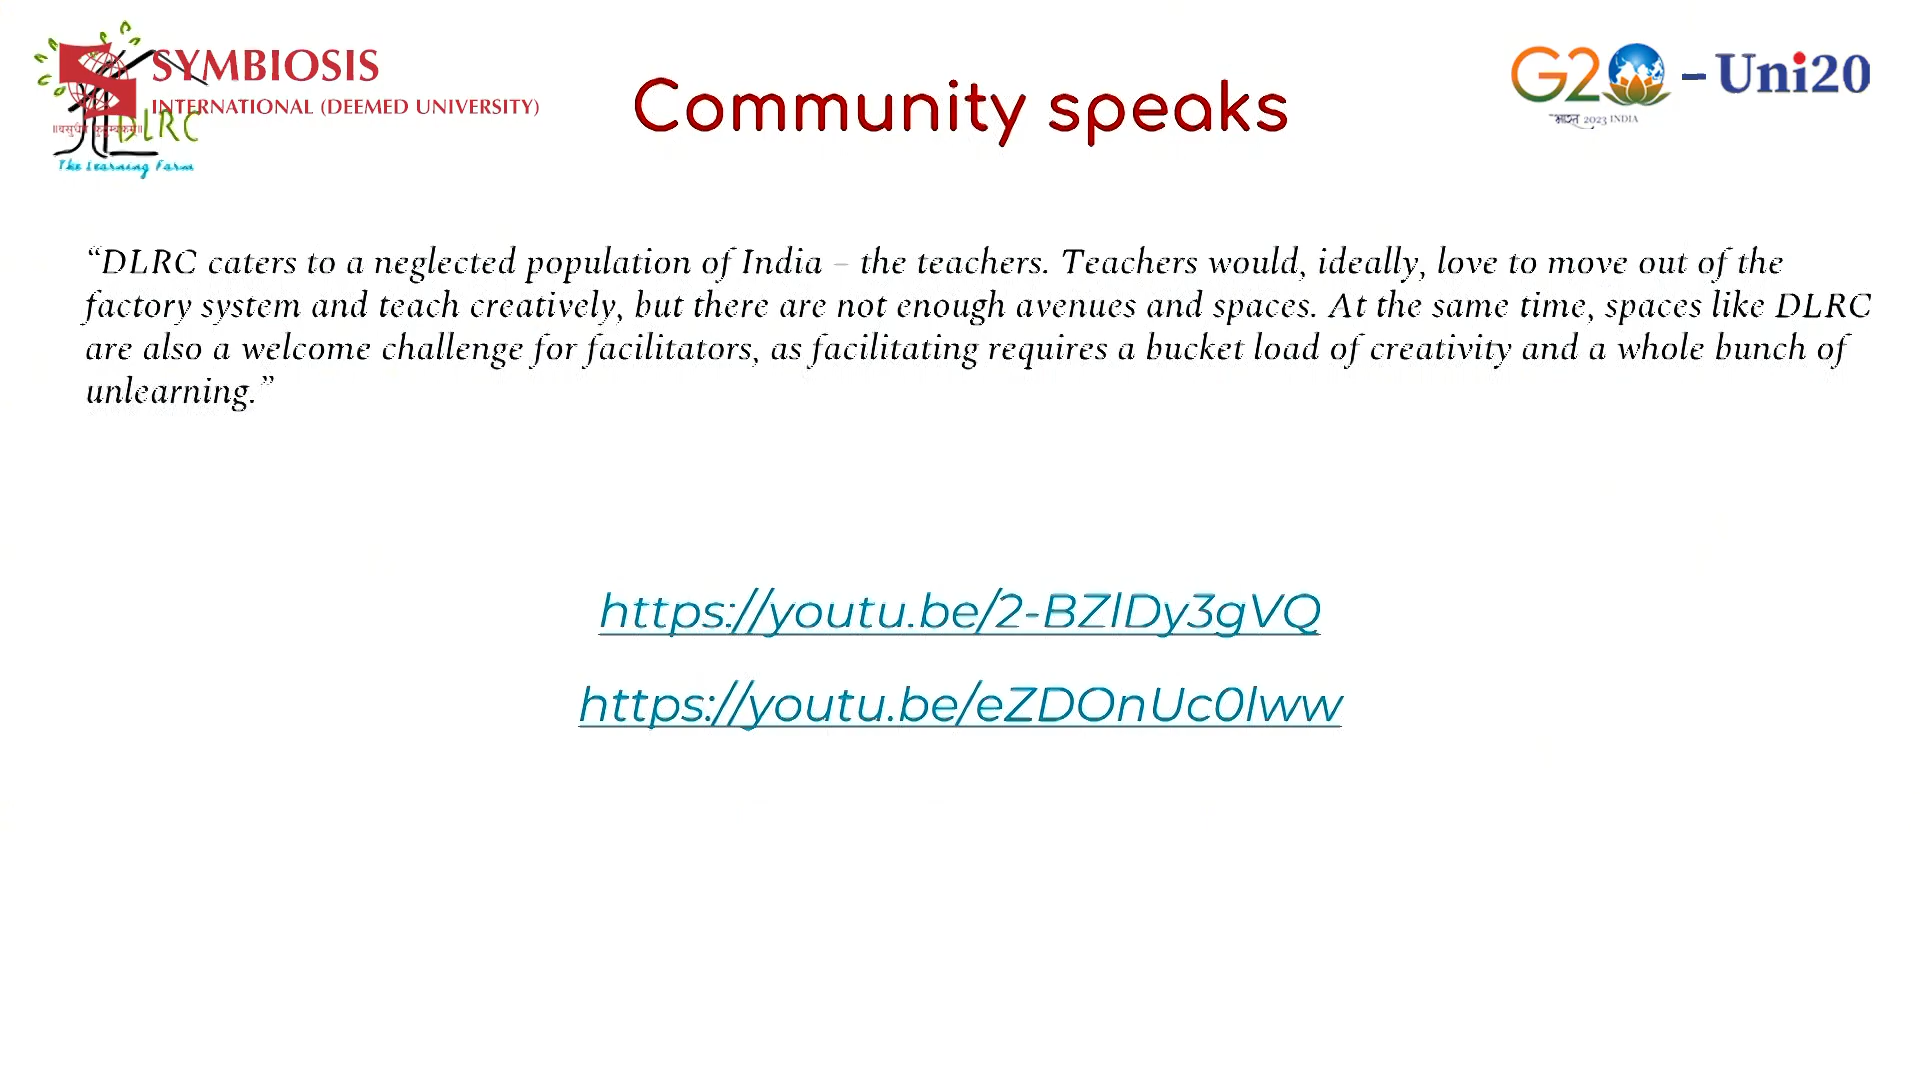 SYMBIOSIS
INTERNATIONAL (DEEMED UNIVERSITY)
DLRC
The Learning Farm
Community speaks
G20 – Uni20
भारत 2023 INDIA
“DLRC caters to a neglected population of India – the teachers. Teachers would, ideally, love to move out of the
factory system and teach creatively, but there are not enough avenues and spaces. At the same time, spaces like DLRC
are also a welcome challenge for facilitators, as facilitating requires a bucket load of creativity and a whole bunch of
unlearning.”
https://youtu.be/2-BZlDy3gVQ
https://youtu.be/eZDOnUc0lww